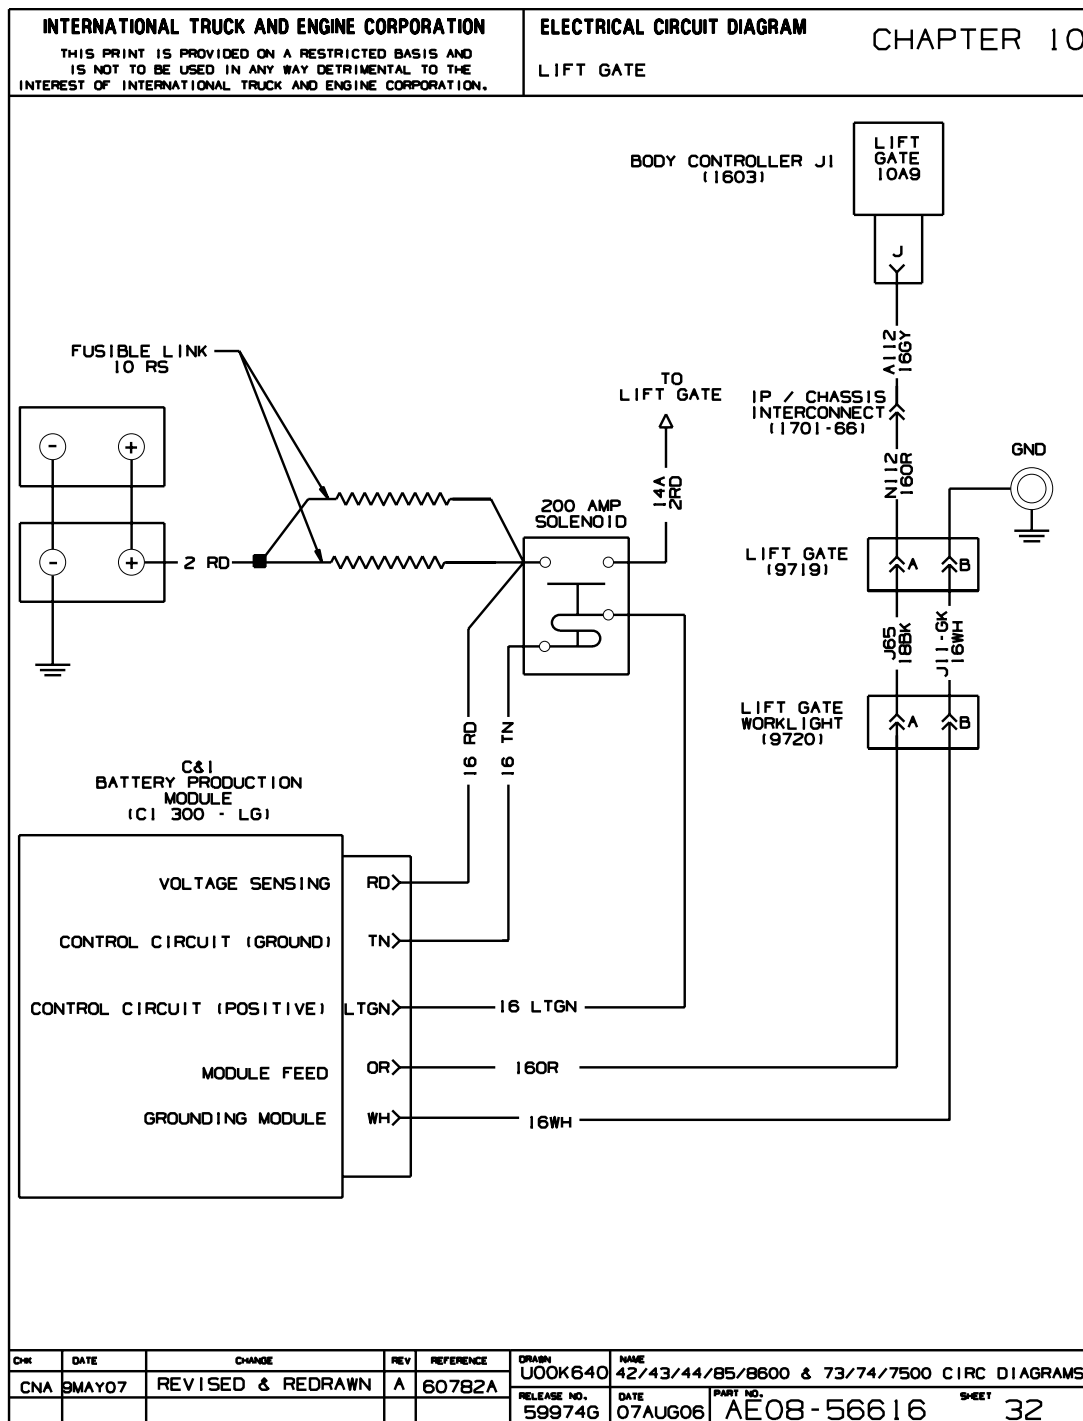 INTERNATIONAL TRUCK AND ENGINE CORPORATION
THIS PRINT IS PROVIDED ON A RESTRICTED BASIS AND
IS NOT TO BE USED IN ANY WAY DETRIMENTAL TO THE
INTEREST OF INTERNATIONAL TRUCK AND ENGINE CORPORATION.
ELECTRICAL CIRCUIT DIAGRAM
LIFT GATE
CHAPTER 10
BODY CONTROLLER J1
(1603)
LIFT
GATE
10A9
J
A112
16GY
FUSIBLE LINK
10 RS
TO
LIFT GATE
IP / CHASSIS
INTERCONNECT
(1701-66)
N112
16OR
GND
- +
- +
2 RD
14A
2RD
200 AMP
SOLENOID
LIFT GATE
(9719)
A B
J65
18BK
J11-GK
16WH
LIFT GATE
WORKLIGHT
(9720)
A B
16 RD
16 TN
C&I
BATTERY PRODUCTION
MODULE
(CI 300 - LG)
VOLTAGE SENSING RD
CONTROL CIRCUIT (GROUND) TN
CONTROL CIRCUIT (POSITIVE) LTGN 16 LTGN
MODULE FEED OR 16OR
GROUNDING MODULE WH 16WH
CHK DATE CHANGE REV REFERENCE
CNA 9MAY07 REVISED & REDRAWN A 60782A
DRAWN
U00K640
NAME
42/43/44/85/8600 & 73/74/7500 CIRC DIAGRAMS
RELEASE NO.
59974G
DATE
07AUG06
PART NO.
AE08-56616
SHEET
32